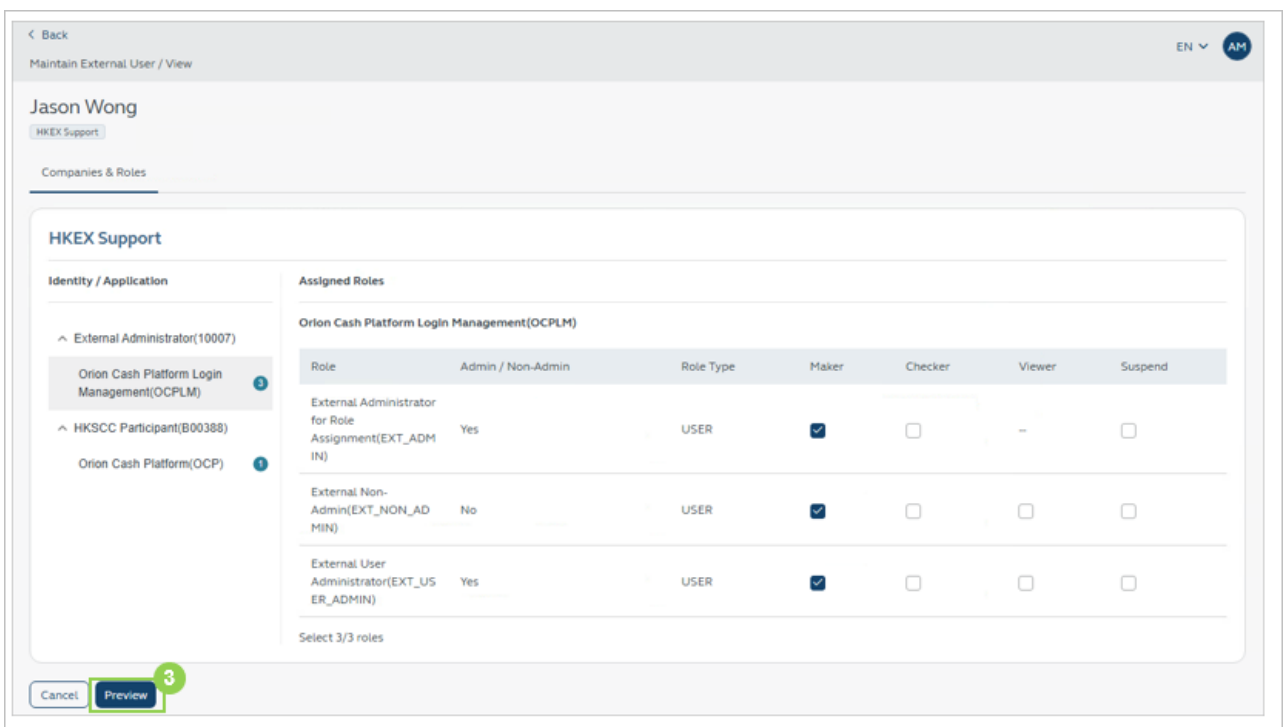 < Back
EN
AM
Maintain External User / View
Jason Wong
HKEX Support
Companies & Roles
HKEX Support
Identity / Application
Assigned Roles
External Administrator(10007)
Orion Cash Platform Login
Management(OCPLM)
3
HKSCC Participant(B00388)
Orion Cash Platform(OCP)
1
Orion Cash Platform Login Management(OCPLM)
Role Admin / Non-Admin Role Type Maker Checker Viewer Suspend
External Administrator
for Role
Assignment(EXT_ADM
IN)
Yes USER –
External Non-
Admin(EXT_NON_AD
MIN)
No USER
External User
Administrator(EXT_US
ER_ADMIN)
Yes USER
Select 3/3 roles
Cancel
Preview
3